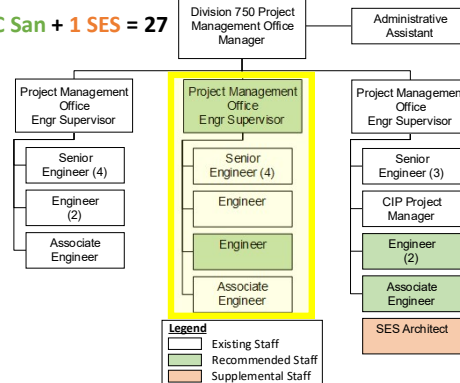 C San + 1 SES = 27
Division 750 Project
Management Office
Manager
Administrative
Assistant
Project Management
Office
Engr Supervisor
Senior
Engineer (4)
Engineer
(2)
Associate
Engineer
Project Management
Office
Engr Supervisor
Senior
Engineer (4)
Engineer
Engineer
Associate
Engineer
Project Management
Office
Engr Supervisor
Senior
Engineer (3)
CIP Project
Manager
Engineer
(2)
Associate
Engineer
SES Architect
Legend
Existing Staff
Recommended Staff
Supplemental Staff